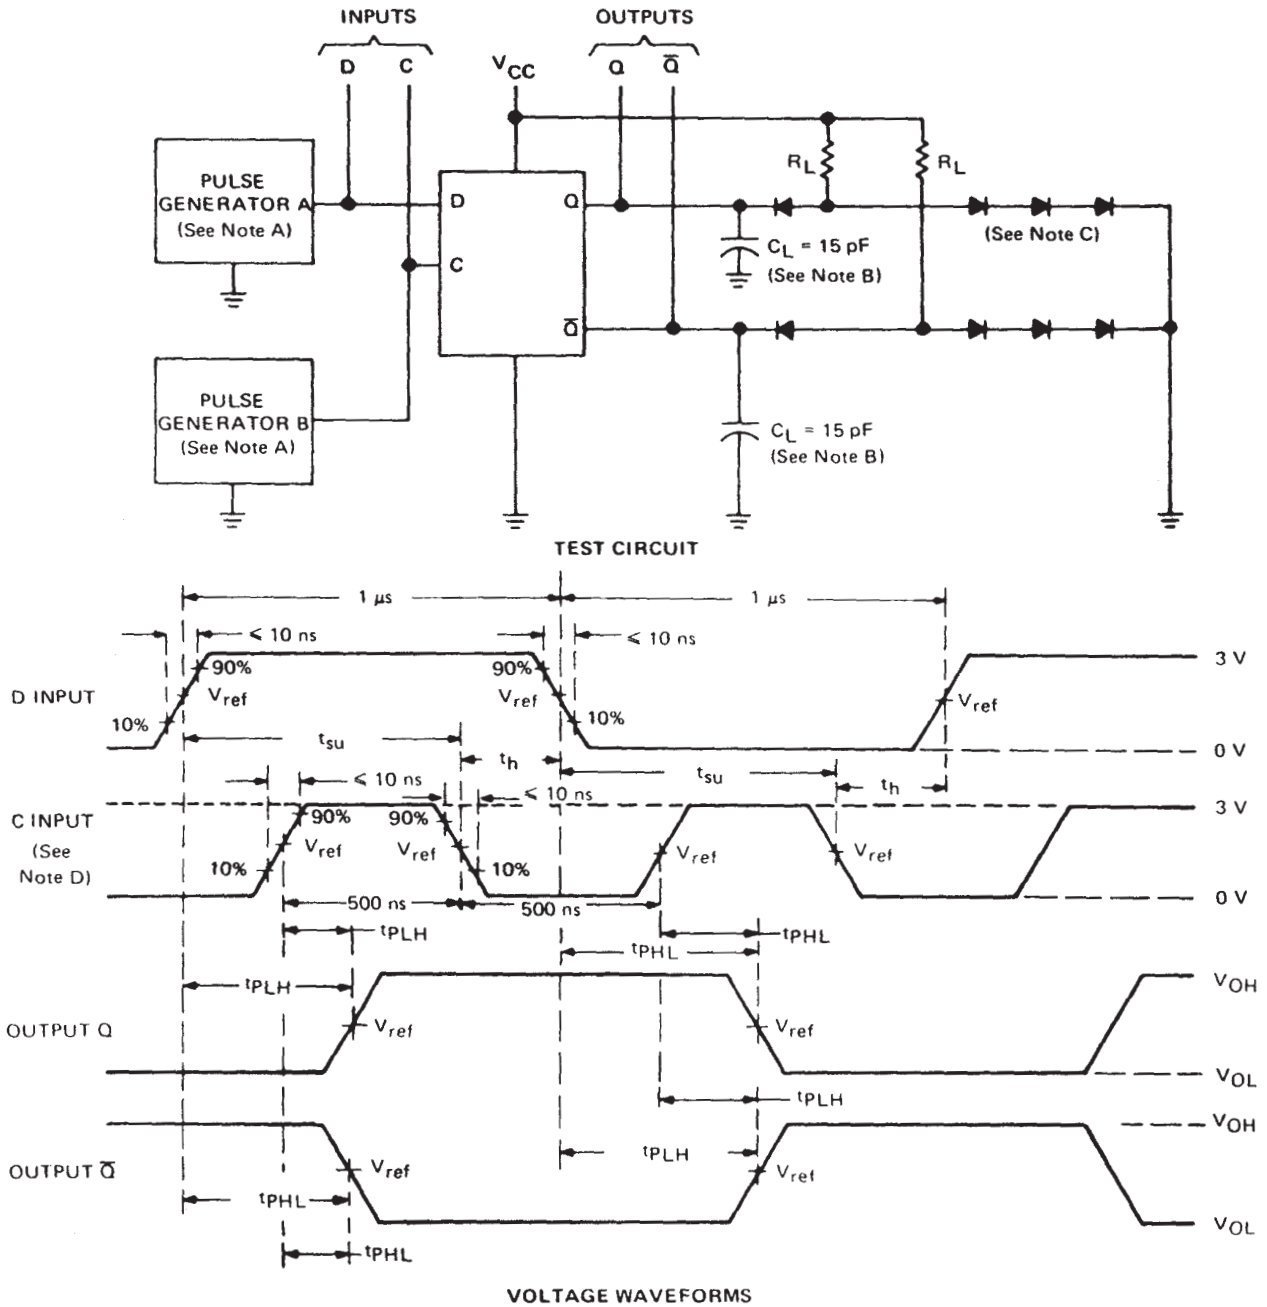 INPUTS OUTPUTS
D C VCC Q Q̅
PULSE
GENERATOR A
(See Note A)
D Q
C
Q̅
RL RL
CL = 15 pF
(See Note B)
(See Note C)
PULSE
GENERATOR B
(See Note A)
CL = 15 pF
(See Note B)
TEST CIRCUIT
1 μs 1 μs
≤ 10 ns ≤ 10 ns
90% 90% 3 V
D INPUT Vref Vref Vref
10% 10%
tsu 0 V
th tsu
≤ 10 ns ≤ 10 ns th
3 V
C INPUT 90% 90%
(See Vref Vref Vref Vref
Note D) 10% 10%
500 ns 500 ns 0 V
tPLH tPHL
tPHL
tPLH VOH
OUTPUT Q Vref Vref
VOL
tPLH
VOH
tPLH
OUTPUT Q̅ Vref Vref
tPHL
VOL
tPHL
VOLTAGE WAVEFORMS